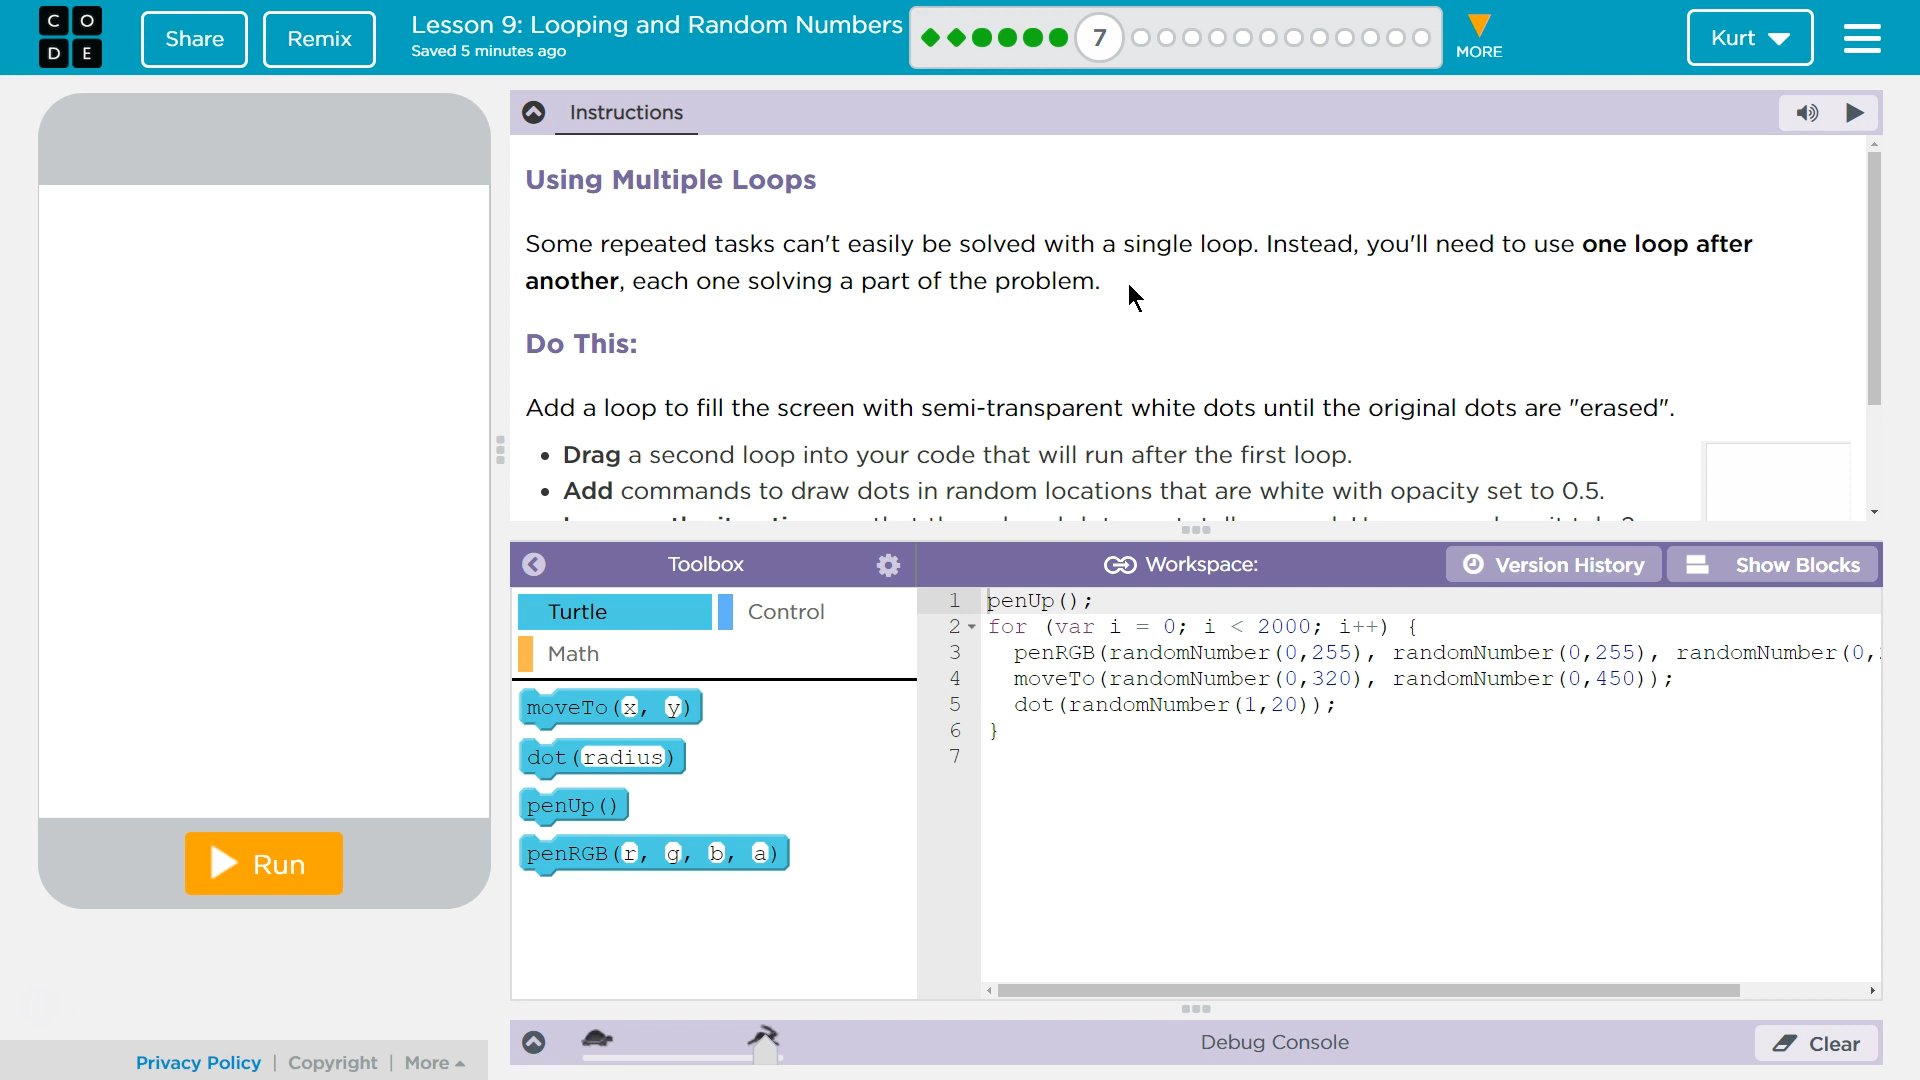 C O
D E
Share
Remix
Lesson 9: Looping and Random Numbers
Saved 5 minutes ago
7
MORE
Kurt
Instructions
Using Multiple Loops
Some repeated tasks can't easily be solved with a single loop. Instead, you'll need to use one loop after
another, each one solving a part of the problem.
Do This:
Add a loop to fill the screen with semi-transparent white dots until the original dots are "erased".
• Drag a second loop into your code that will run after the first loop.
• Add commands to draw dots in random locations that are white with opacity set to 0.5.
Toolbox
Workspace:
Version History
Show Blocks
Turtle
Control
Math
moveTo(x, y)
dot(radius)
penUp()
penRGB(r, g, b, a)
1 penUp();
2 for (var i = 0; i < 2000; i++) {
3 penRGB(randomNumber(0,255), randomNumber(0,255), randomNumber(0,
4 moveTo(randomNumber(0,320), randomNumber(0,450));
5 dot(randomNumber(1,20));
6 }
7
Run
Debug Console
Clear
Privacy Policy | Copyright | More